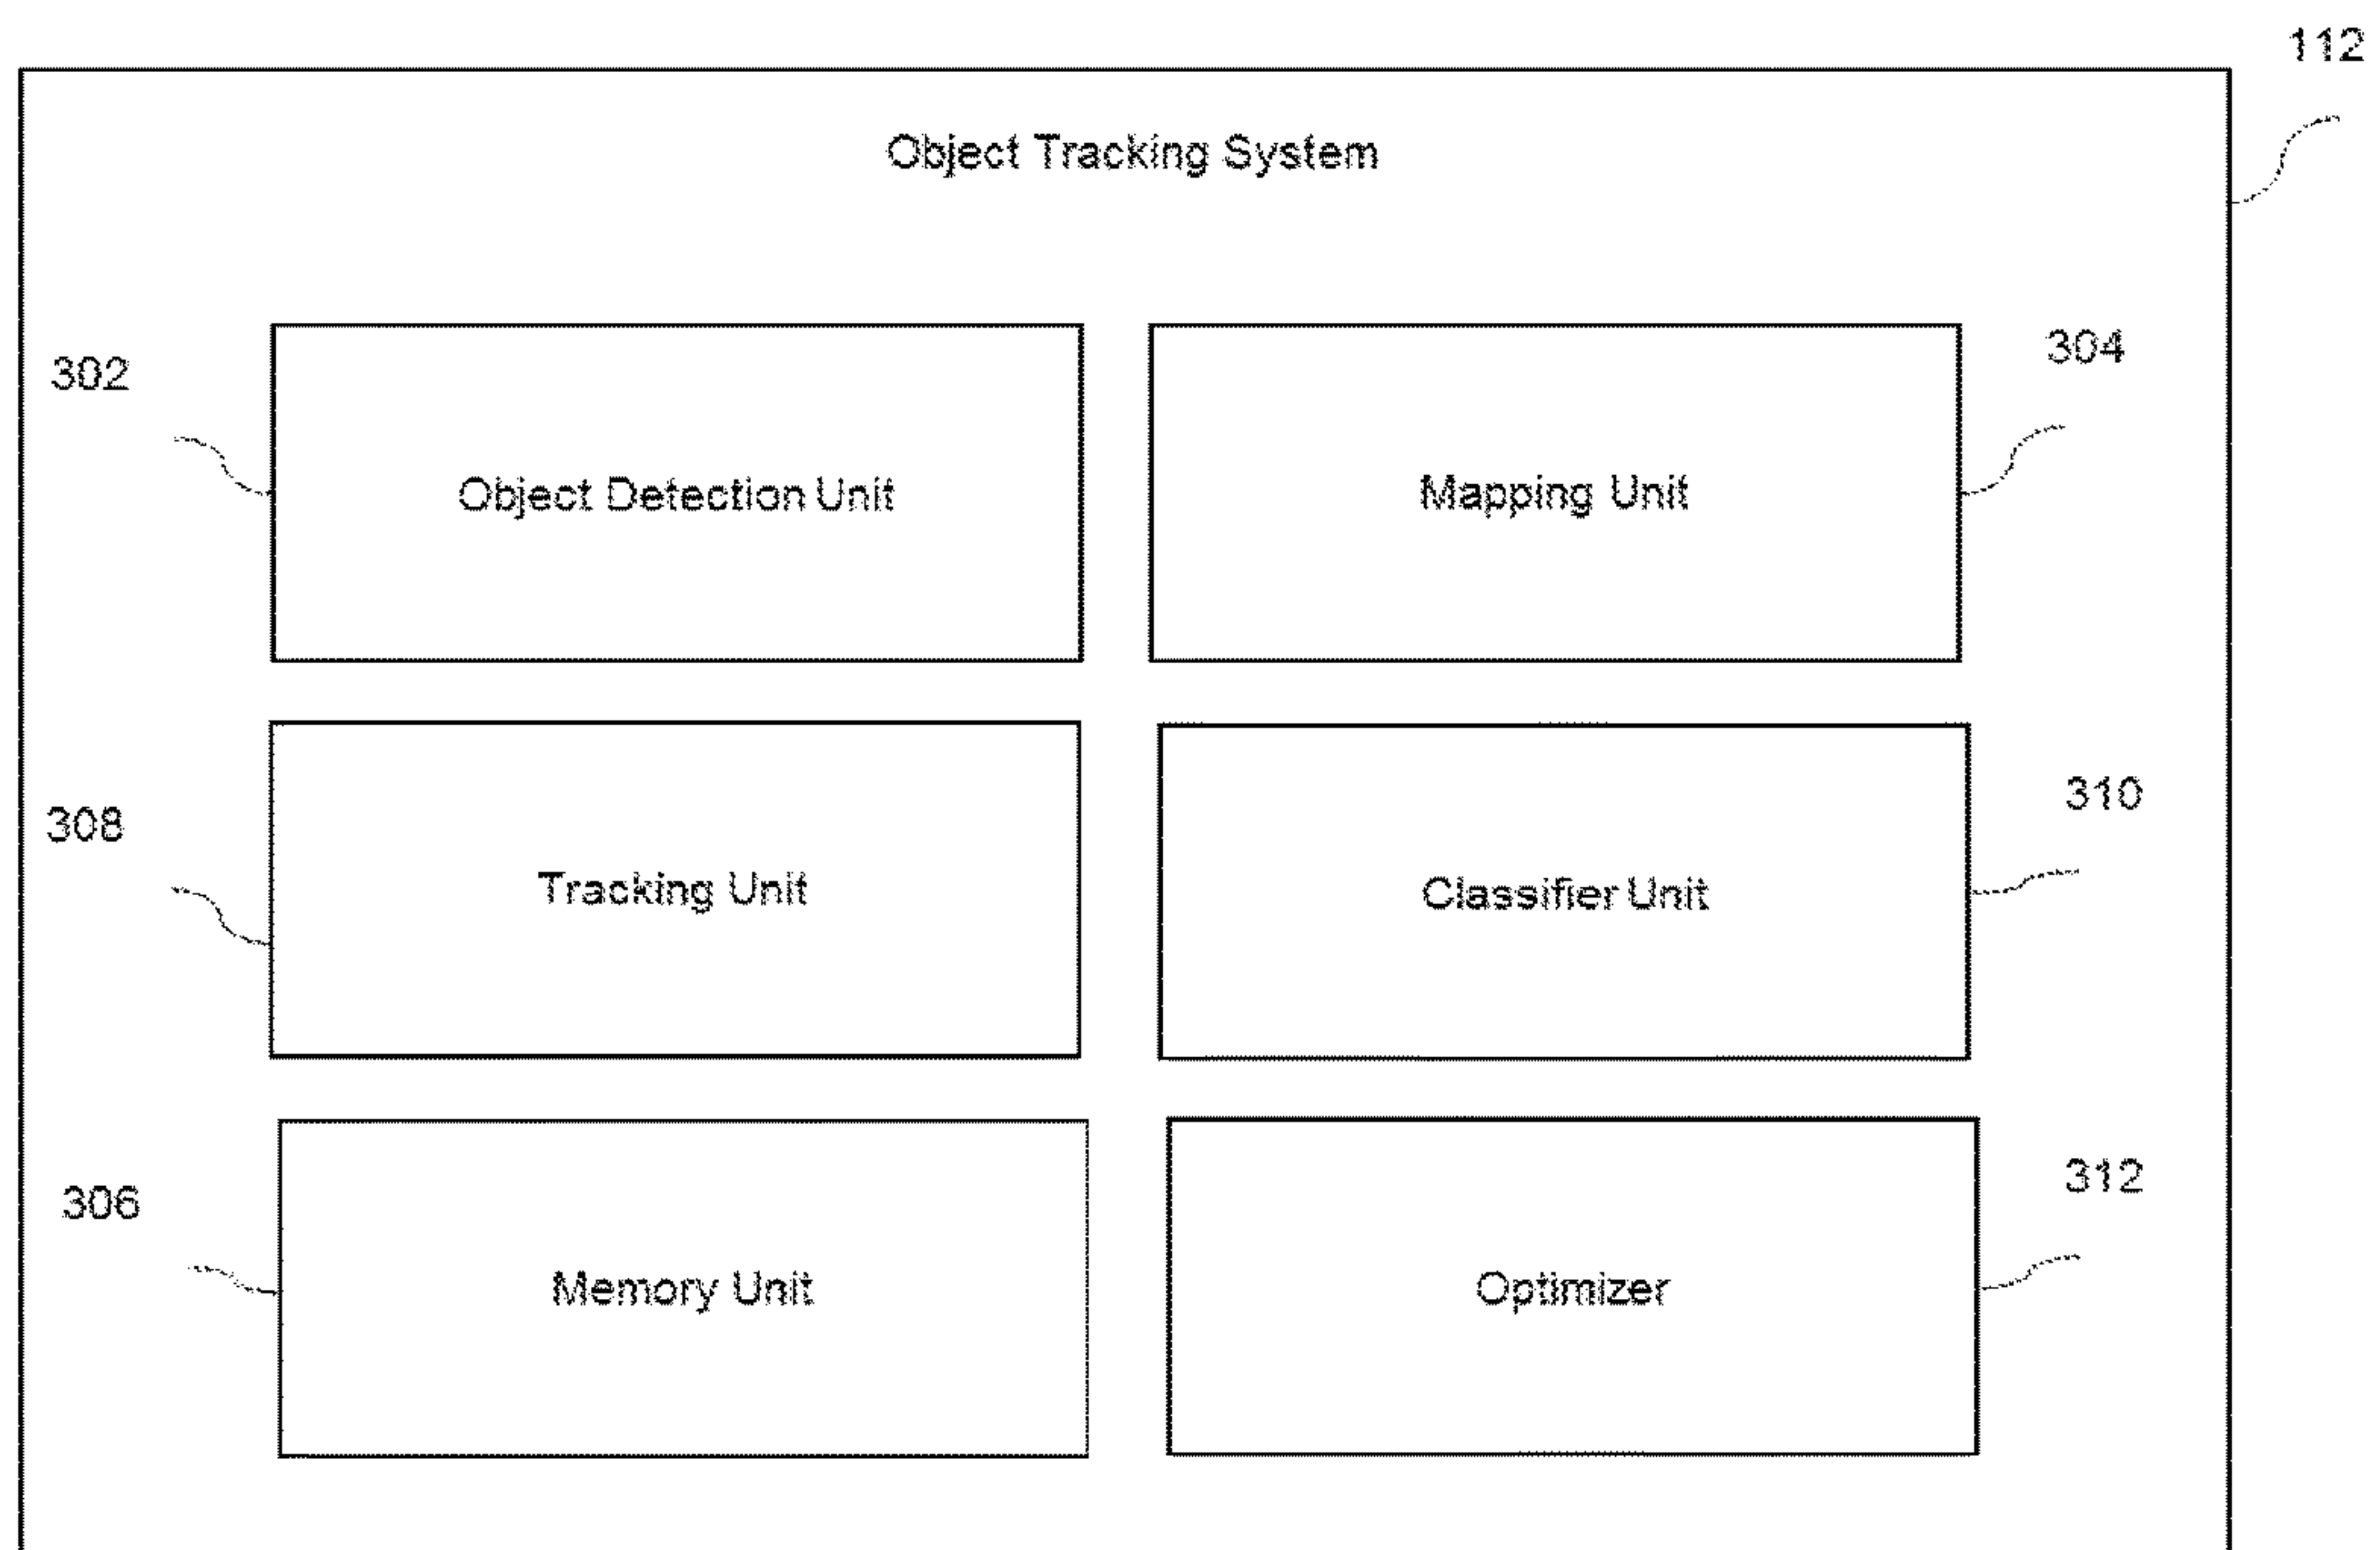 112
Object Tracking System
302
304
Object Detection Unit
Mapping Unit
308
310
Tracking Unit
Classifier Unit
306
312
Memory Unit
Optimizer